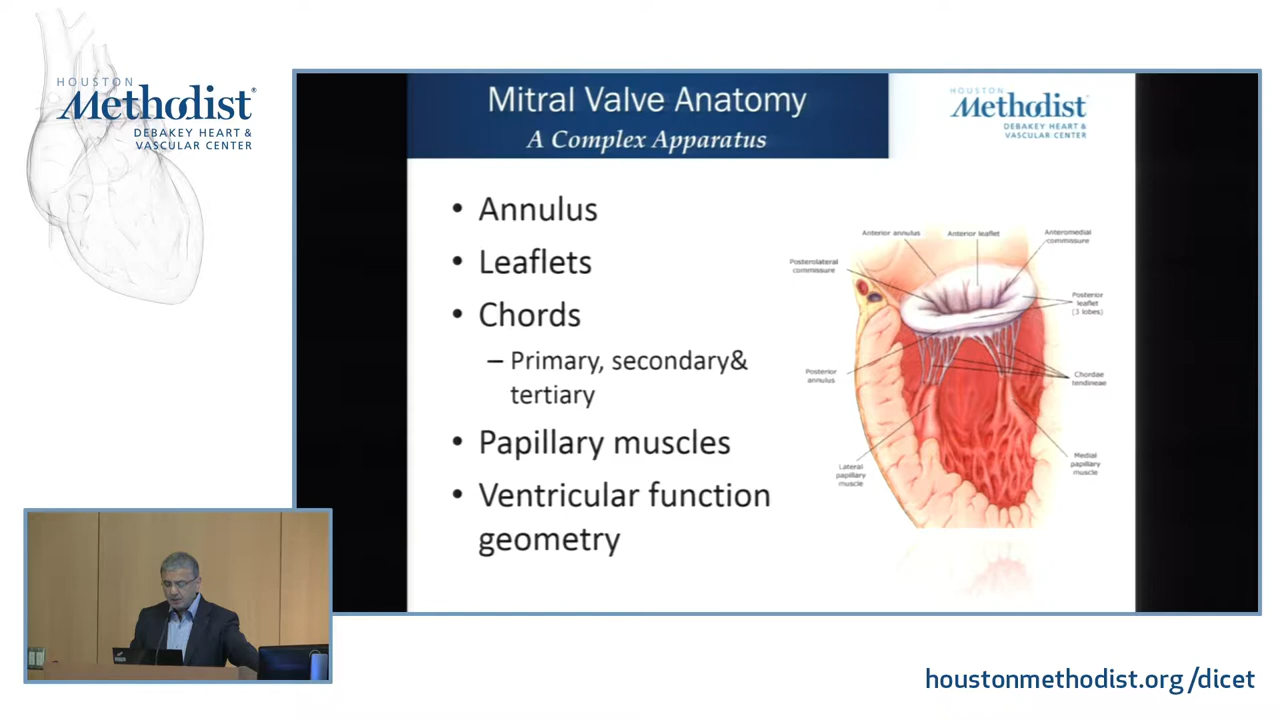 HOUSTON
Methodist®
DEBAKEY HEART &
VASCULAR CENTER
Mitral Valve Anatomy
A Complex Apparatus
HOUSTON
Methodist
DEBAKEY HEART &
VASCULAR CENTER
• Annulus
• Leaflets
• Chords
– Primary, secondary&
tertiary
• Papillary muscles
• Ventricular function
geometry
Anterior annulus
Anterior leaflet
Anteromedial
commissure
Posterolateral
commissure
Posterior
leaflet
(3 lobes)
Posterior
annulus
Chordae
tendineae
Lateral
papillary
muscle
Medial
papillary
muscle
houstonmethodist.org/dicet